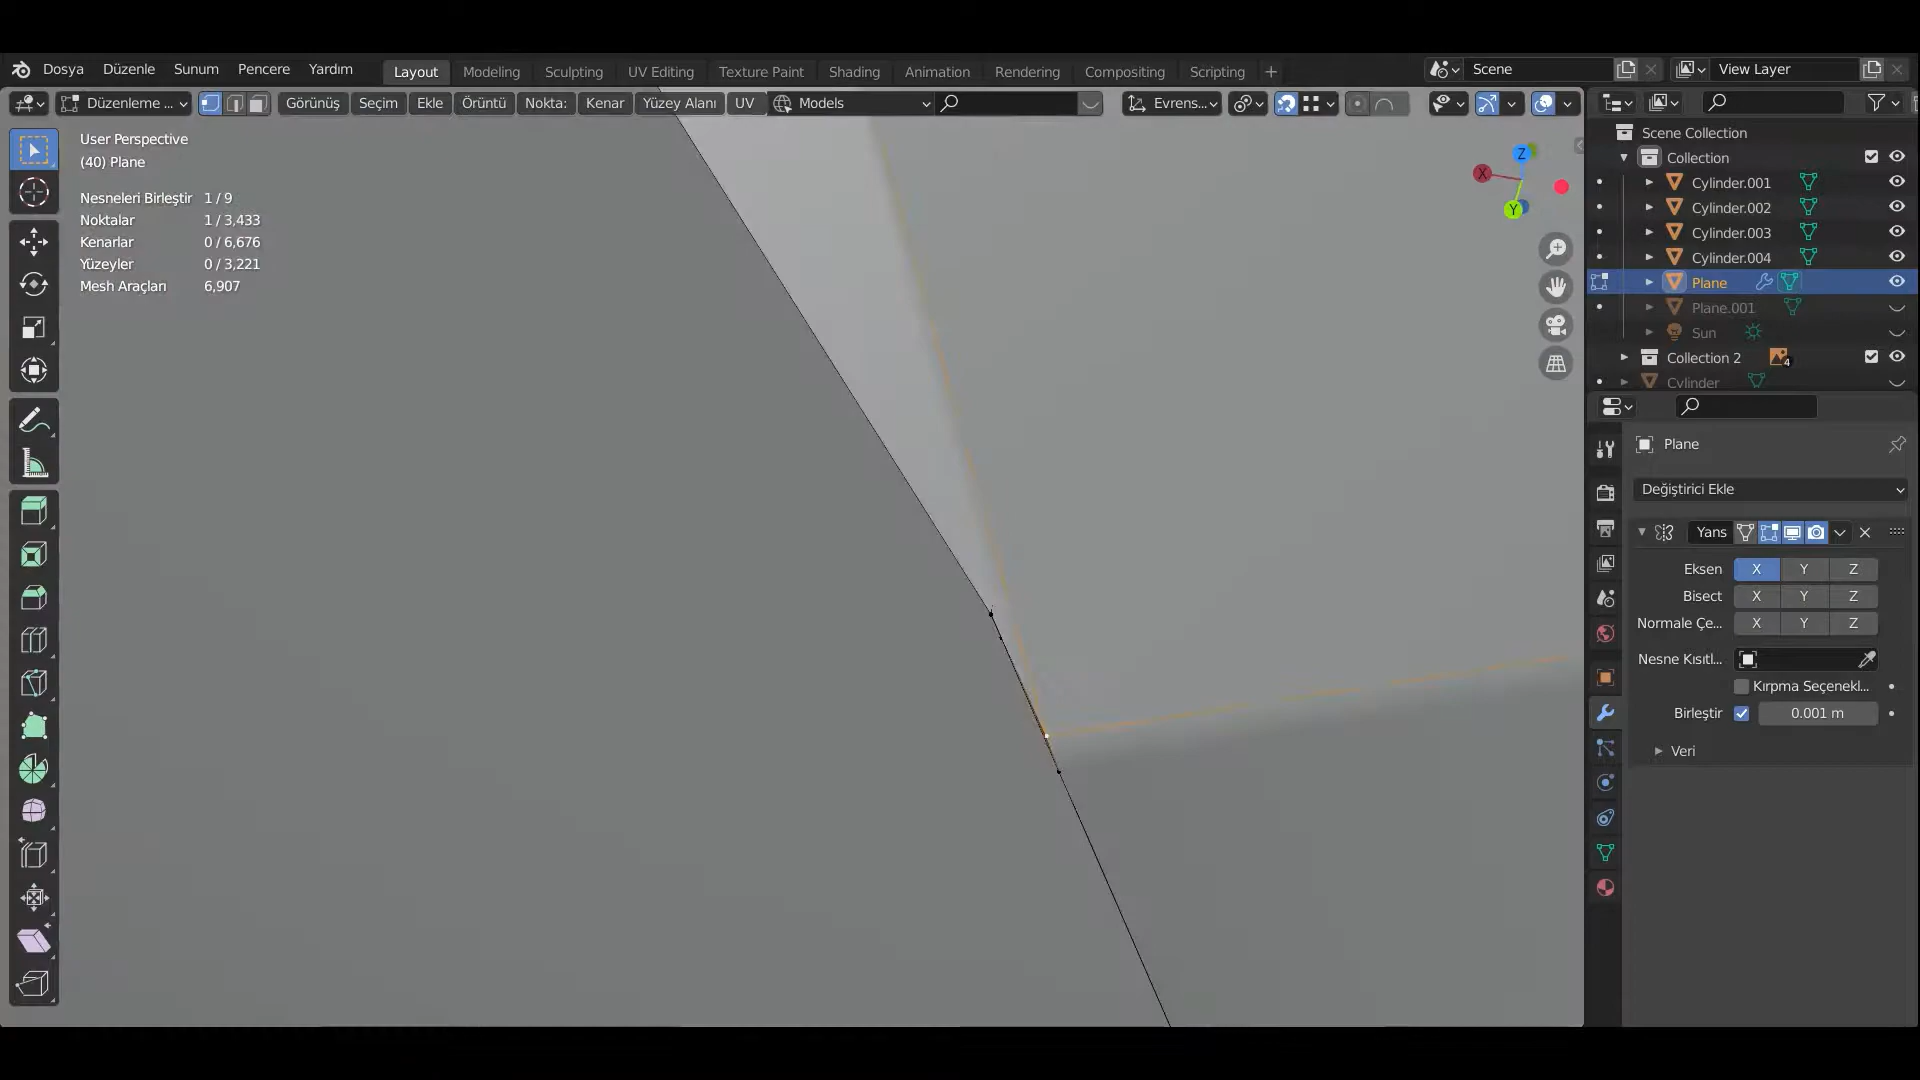 Dosya Düzenle Sunum Pencere Yardım Layout Modeling Sculpting UV Editing Texture Paint Shading Animation Rendering Compositing Scripting + Scene View Layer
Düzenleme ... Görünüş Seçim Ekle Örüntü Nokta: Kenar Yüzey Alanı UV Models Evrens...
User Perspective
(40) Plane
Nesneleri Birleştir 1 / 9
Noktalar 1 / 3,433
Kenarlar 0 / 6,676
Yüzeyler 0 / 3,221
Mesh Araçları 6,907
Z
X
Y
Scene Collection
Collection
Cylinder.001
Cylinder.002
Cylinder.003
Cylinder.004
Plane
Plane.001
Sun
Collection 2 4
Cylinder
Plane
Değiştirici Ekle
Yans
Eksen X Y Z
Bisect X Y Z
Normale Çe... X Y Z
Nesne Kısıtl...
Kırpma Seçenekl...
Birleştir 0.001 m
Veri